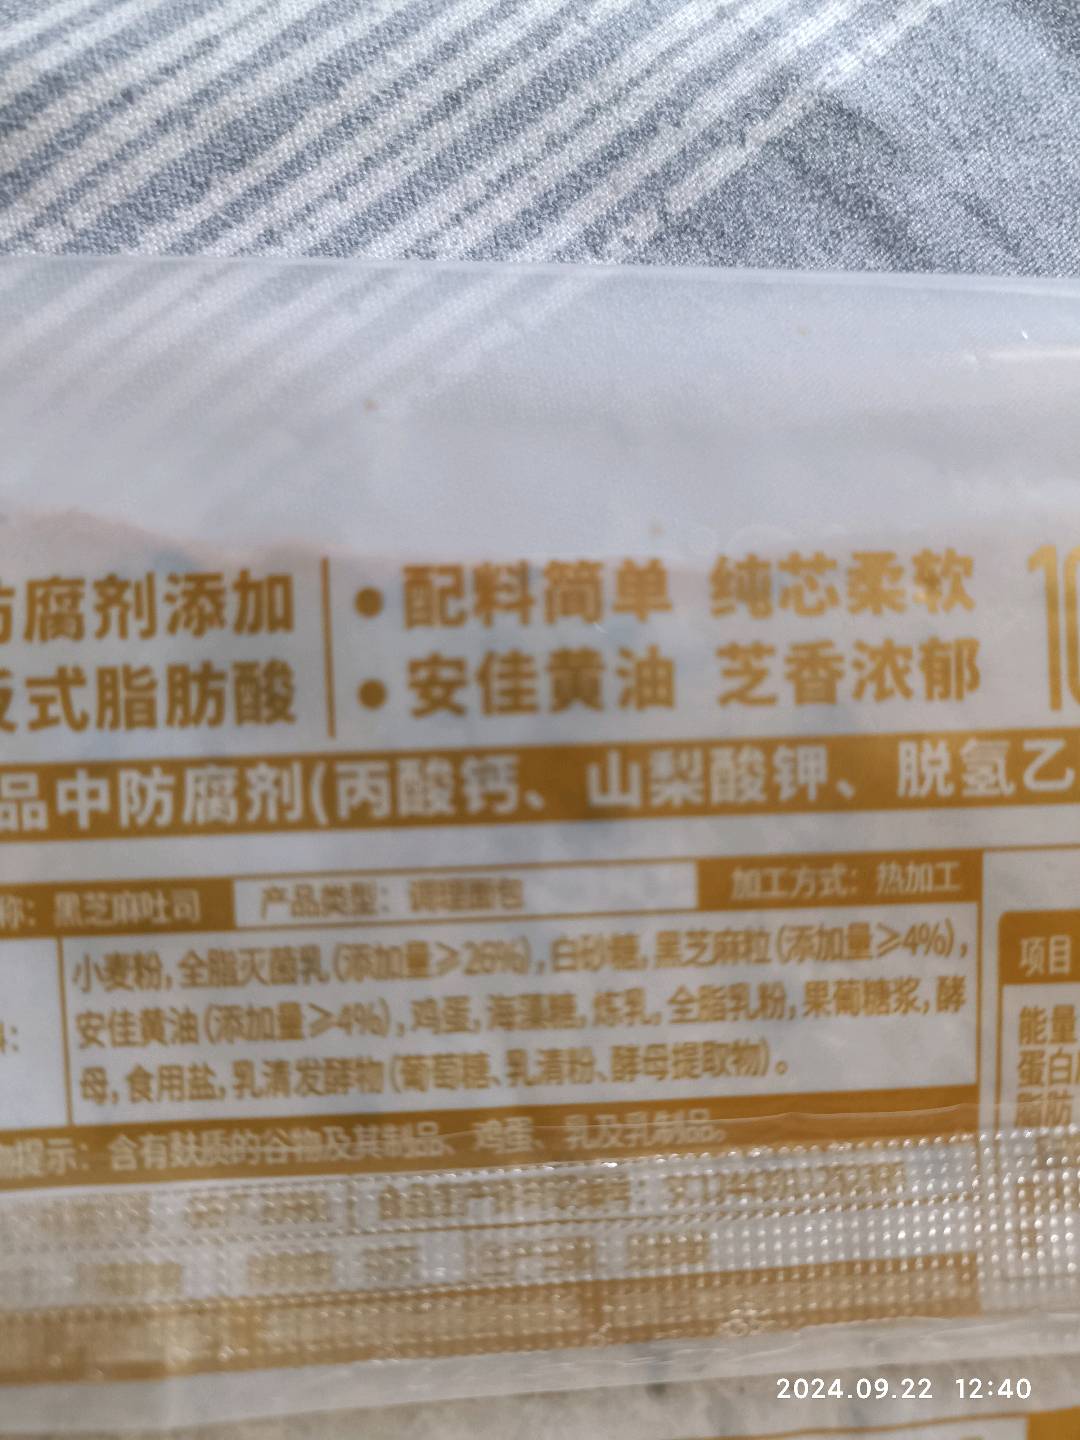 腐剂添加
式脂肪酸
• 配料简单 纯芯柔软
• 安佳黄油 芝香浓郁
10
品中防腐剂(丙酸钙、山梨酸钾、脱氢乙
称：黑芝麻吐司
产品类型：调理面包
加工方式：热加工
小麦粉,全脂灭菌乳(添加量≥26%),白砂糖,黑芝麻粒(添加量≥4%),
安佳黄油(添加量≥4%),鸡蛋,海藻糖,炼乳,全脂乳粉,果葡糖浆,酵
母,食用盐,乳清发酵物(葡萄糖、乳清粉、酵母提取物)。
提示：含有麸质的谷物及其制品、鸡蛋、乳及乳制品。
项目
能量
蛋白
脂肪
2024.09.22 12:40